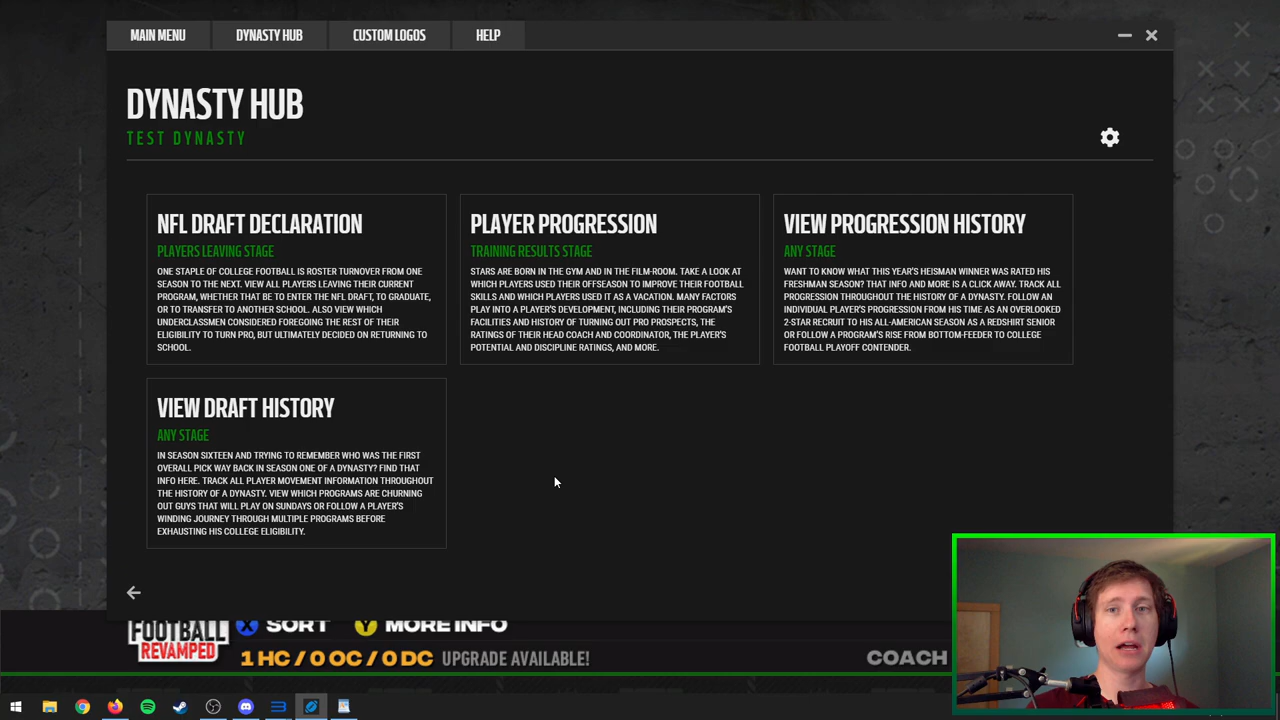 MAIN MENU
DYNASTY HUB
CUSTOM LOGOS
HELP
DYNASTY HUB
TEST DYNASTY
NFL DRAFT DECLARATION
PLAYERS LEAVING STAGE
ONE STAPLE OF COLLEGE FOOTBALL IS ROSTER TURNOVER FROM ONE
SEASON TO THE NEXT. VIEW ALL PLAYERS LEAVING THEIR CURRENT
PROGRAM, WHETHER THAT BE TO ENTER THE NFL DRAFT, TO GRADUATE,
OR TO TRANSFER TO ANOTHER SCHOOL. ALSO VIEW WHICH
UNDERCLASSMEN CONSIDERED FOREGOING THE REST OF THEIR
ELIGIBILITY TO TURN PRO, BUT ULTIMATELY DECIDED ON RETURNING TO
SCHOOL.
PLAYER PROGRESSION
TRAINING RESULTS STAGE
STARS ARE BORN IN THE GYM AND IN THE FILM-ROOM. TAKE A LOOK AT
WHICH PLAYERS USED THEIR OFFSEASON TO IMPROVE THEIR FOOTBALL
SKILLS AND WHICH PLAYERS USED IT AS A VACATION. MANY FACTORS
PLAY INTO A PLAYER'S DEVELOPMENT, INCLUDING THEIR PROGRAM'S
FACILITIES AND HISTORY OF TURNING OUT PRO PROSPECTS, THE
RATINGS OF THEIR HEAD COACH AND COORDINATOR, THE PLAYER'S
POTENTIAL AND DISCIPLINE RATINGS, AND MORE.
VIEW PROGRESSION HISTORY
ANY STAGE
WANT TO KNOW WHAT THIS YEAR'S HEISMAN WINNER WAS RATED HIS
FRESHMAN SEASON? THAT INFO AND MORE IS A CLICK AWAY. TRACK ALL
PROGRESSION THROUGHOUT THE HISTORY OF A DYNASTY. FOLLOW AN
INDIVIDUAL PLAYER'S PROGRESSION FROM HIS TIME AS AN OVERLOOKED
2-STAR RECRUIT TO HIS ALL-AMERICAN SEASON AS A REDSHIRT SENIOR
OR FOLLOW A PROGRAM'S RISE FROM BOTTOM-FEEDER TO COLLEGE
FOOTBALL PLAYOFF CONTENDER.
VIEW DRAFT HISTORY
ANY STAGE
IN SEASON SIXTEEN AND TRYING TO REMEMBER WHO WAS THE FIRST
OVERALL PICK WAY BACK IN SEASON ONE OF A DYNASTY? FIND THAT
INFO HERE. TRACK ALL PLAYER MOVEMENT INFORMATION THROUGHOUT
THE HISTORY OF A DYNASTY. VIEW WHICH PROGRAMS ARE CHURNING
OUT GUYS THAT WILL PLAY ON SUNDAYS OR FOLLOW A PLAYER'S
WINDING JOURNEY THROUGH MULTIPLE PROGRAMS BEFORE
EXHAUSTING HIS COLLEGE ELIGIBILITY.
FOOTBALL
REVAMPED
X SORT Y MORE INFO
1 HC / 0 OC / 0 DC UPGRADE AVAILABLE!
COACH